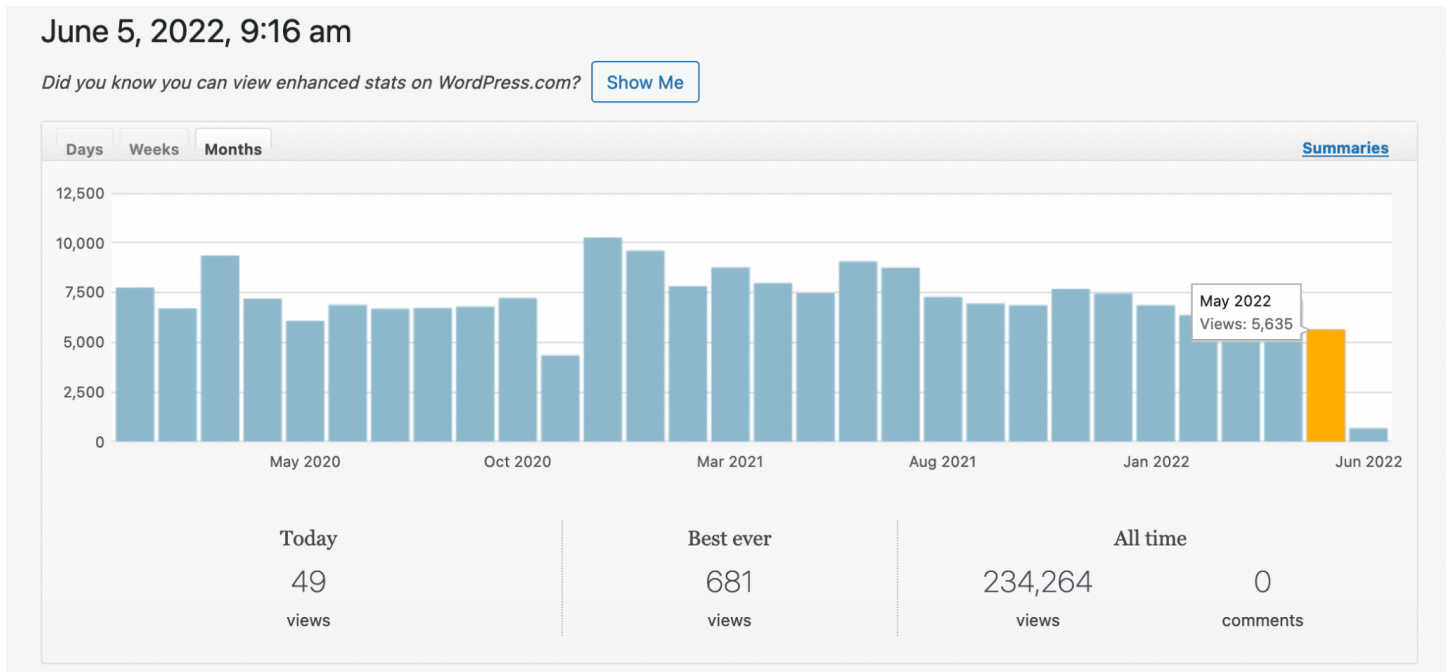 June 5, 2022, 9:16 am
Did you know you can view enhanced stats on WordPress.com? Show Me
Days Weeks Months Summaries
12,500
10,000
7,500
5,000
2,500
0
May 2022
Views: 5,635
May 2020 Oct 2020 Mar 2021 Aug 2021 Jan 2022 Jun 2022
Today Best ever All time
49 681 234,264 0
views views views comments